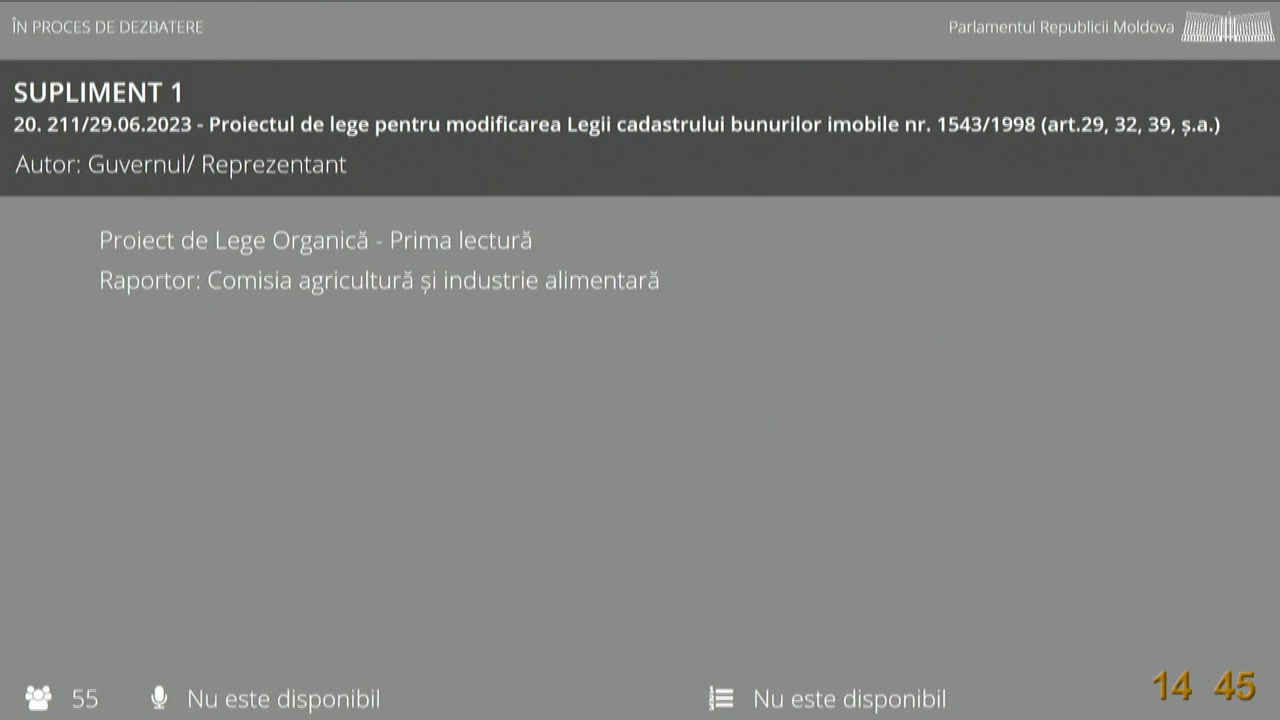 ÎN PROCES DE DEZBATERE
Parlamentul Republicii Moldova
SUPLIMENT 1
20. 211/29.06.2023 - Proiectul de lege pentru modificarea Legii cadastrului bunurilor imobile nr. 1543/1998 (art.29, 32, 39, ș.a.)
Autor: Guvernul/ Reprezentant
Proiect de Lege Organică - Prima lectură
Raportor: Comisia agricultură și industrie alimentară
55 Nu este disponibil Nu este disponibil 14 45